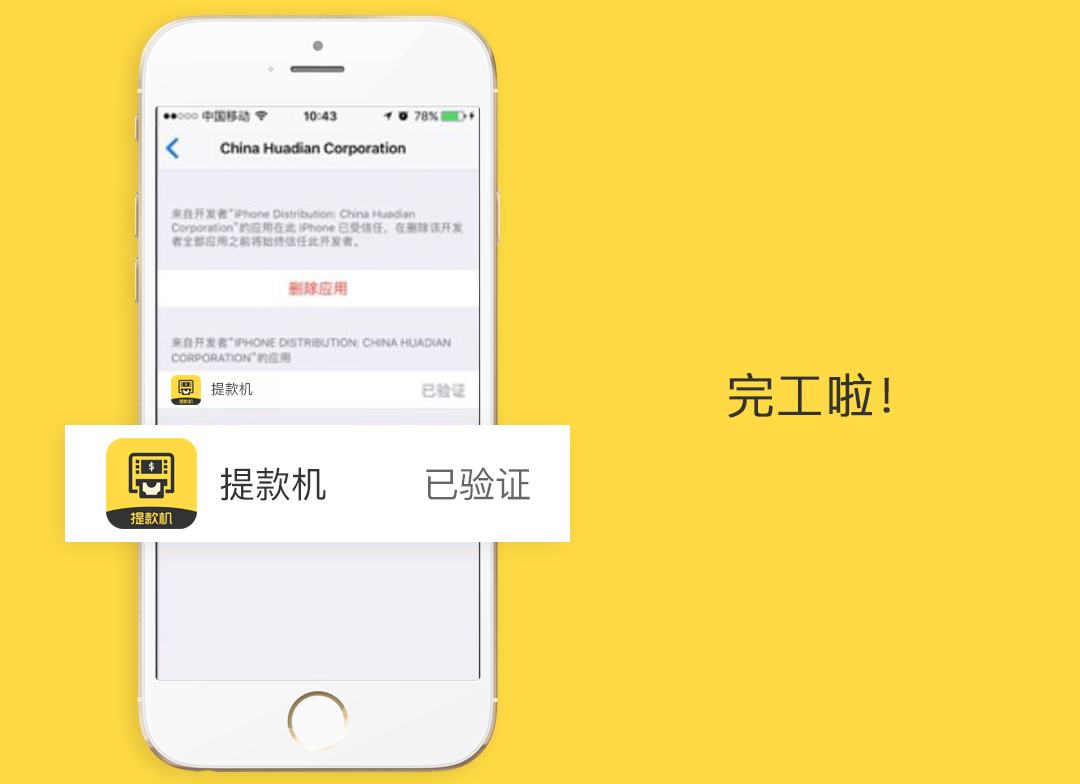 中国移动
10:43
78%
China Huadian Corporation
来自开发者“iPhone Distribution: China Huadian
Corporation”的应用在此 iPhone 已受信任，在删除该开发
者全部应用之前将始终信任此开发者。
删除应用
来自开发者“IPHONE DISTRIBUTION: CHINA HUADIAN
CORPORATION”的应用
提款机
提款机
已验证
$
提款机
提款机
已验证
完工啦！